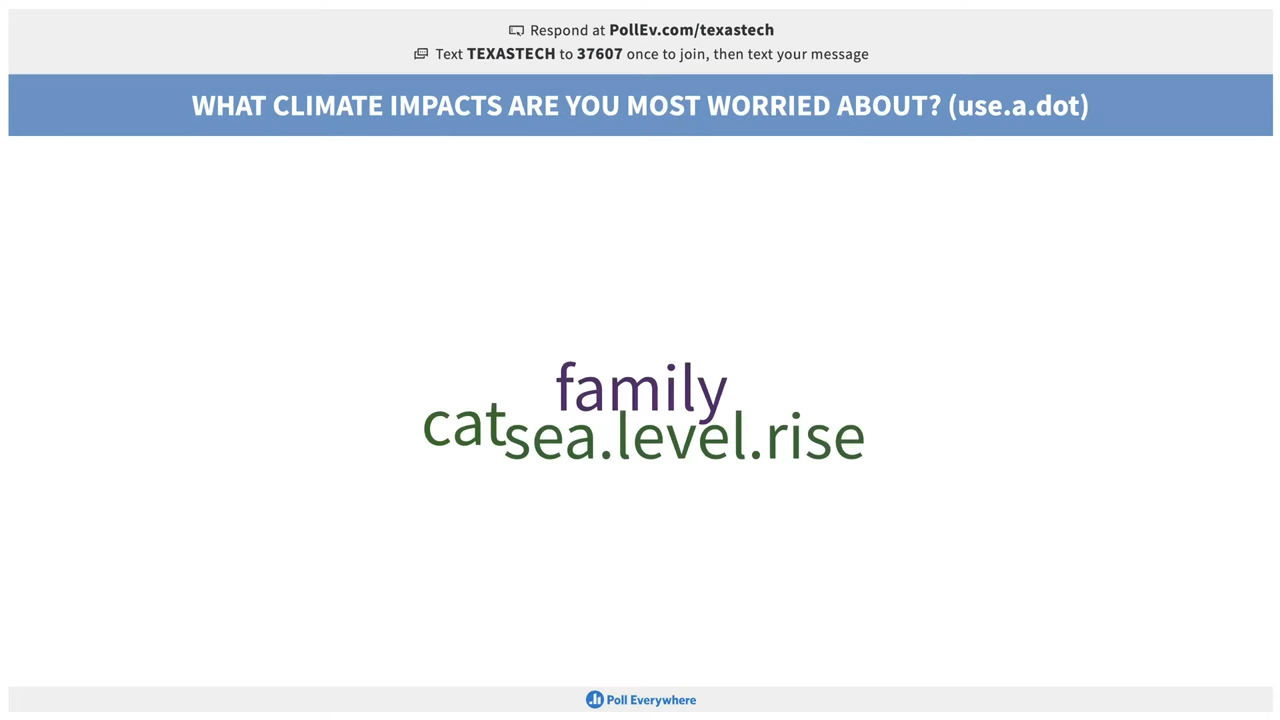 Respond at PollEv.com/texastech
Text TEXASTECH to 37607 once to join, then text your message
WHAT CLIMATE IMPACTS ARE YOU MOST WORRIED ABOUT? (use.a.dot)
family
cat
sea.level.rise
Poll Everywhere